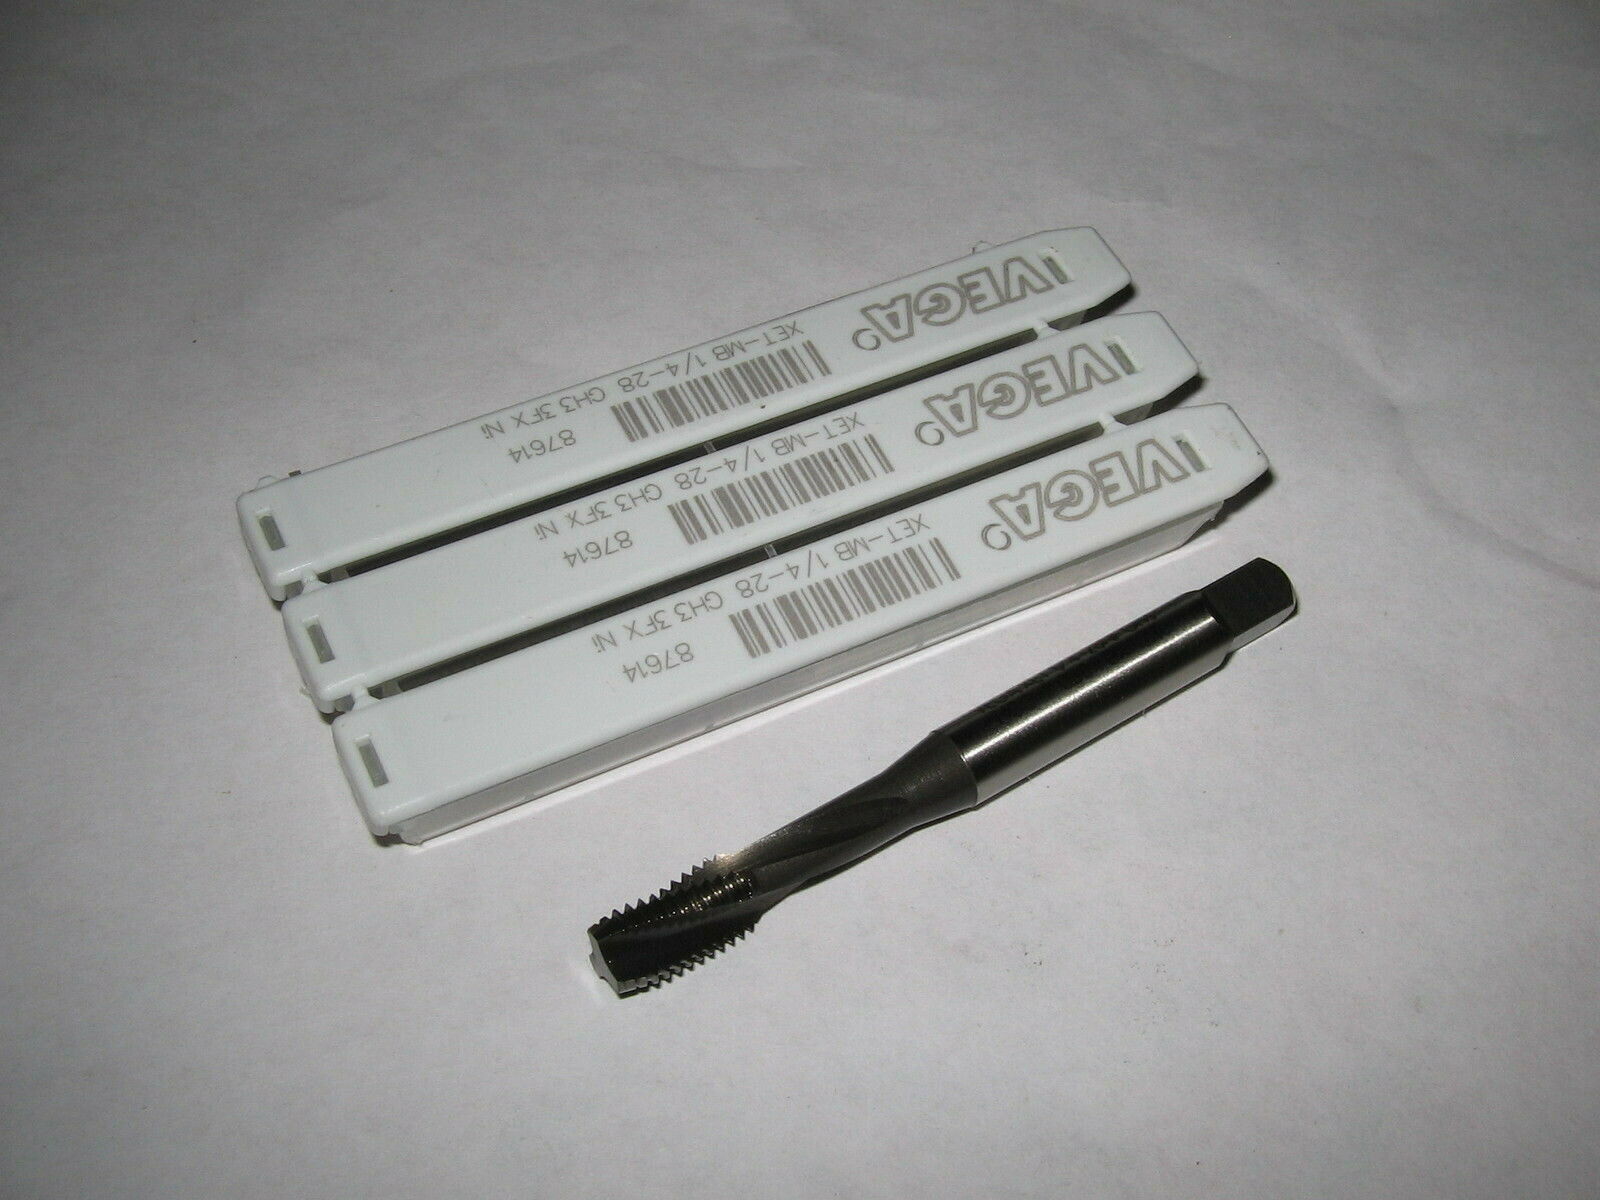 VEGA
XET-MB 1/4-28 GH3 3FX Ni
87614
VEGA
XET-MB 1/4-28 GH3 3FX Ni
87614
VEGA
XET-MB 1/4-28 GH3 3FX Ni
87614